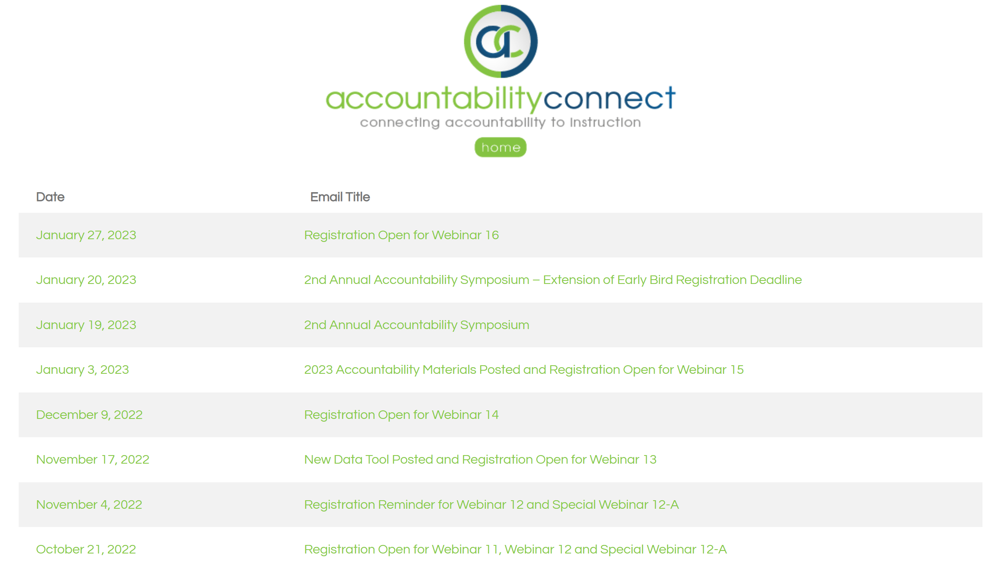 ac
accountabilityconnect
connecting accountability to instruction
home
Date Email Title
January 27, 2023 Registration Open for Webinar 16
January 20, 2023 2nd Annual Accountability Symposium – Extension of Early Bird Registration Deadline
January 19, 2023 2nd Annual Accountability Symposium
January 3, 2023 2023 Accountability Materials Posted and Registration Open for Webinar 15
December 9, 2022 Registration Open for Webinar 14
November 17, 2022 New Data Tool Posted and Registration Open for Webinar 13
November 4, 2022 Registration Reminder for Webinar 12 and Special Webinar 12-A
October 21, 2022 Registration Open for Webinar 11, Webinar 12 and Special Webinar 12-A